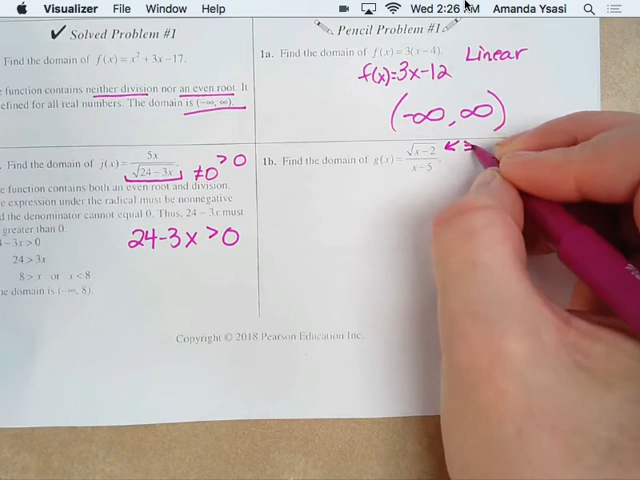 Visualizer File Window Help Wed 2:26 AM Amanda Ysasi
✔ Solved Problem #1
Find the domain of f(x) = x² + 3x − 17.
function contains neither division nor an even root. It
defined for all real numbers. The domain is (−∞, ∞).
Find the domain of j(x) = 5x / √(24 − 3x). ≠0 >0
function contains both an even root and division.
expression under the radical must be nonnegative
the denominator cannot equal 0. Thus, 24 − 3x must
greater than 0.
− 3x > 0
24 > 3x
8 > x or x < 8
domain is (−∞, 8).
24-3x >0
Pencil Problem #1
1a. Find the domain of f(x) = 3(x − 4). Linear
f(x)=3x-12
(-∞, ∞)
1b. Find the domain of g(x) = √(x − 2) / (x − 5). ←
Copyright © 2018 Pearson Education Inc.